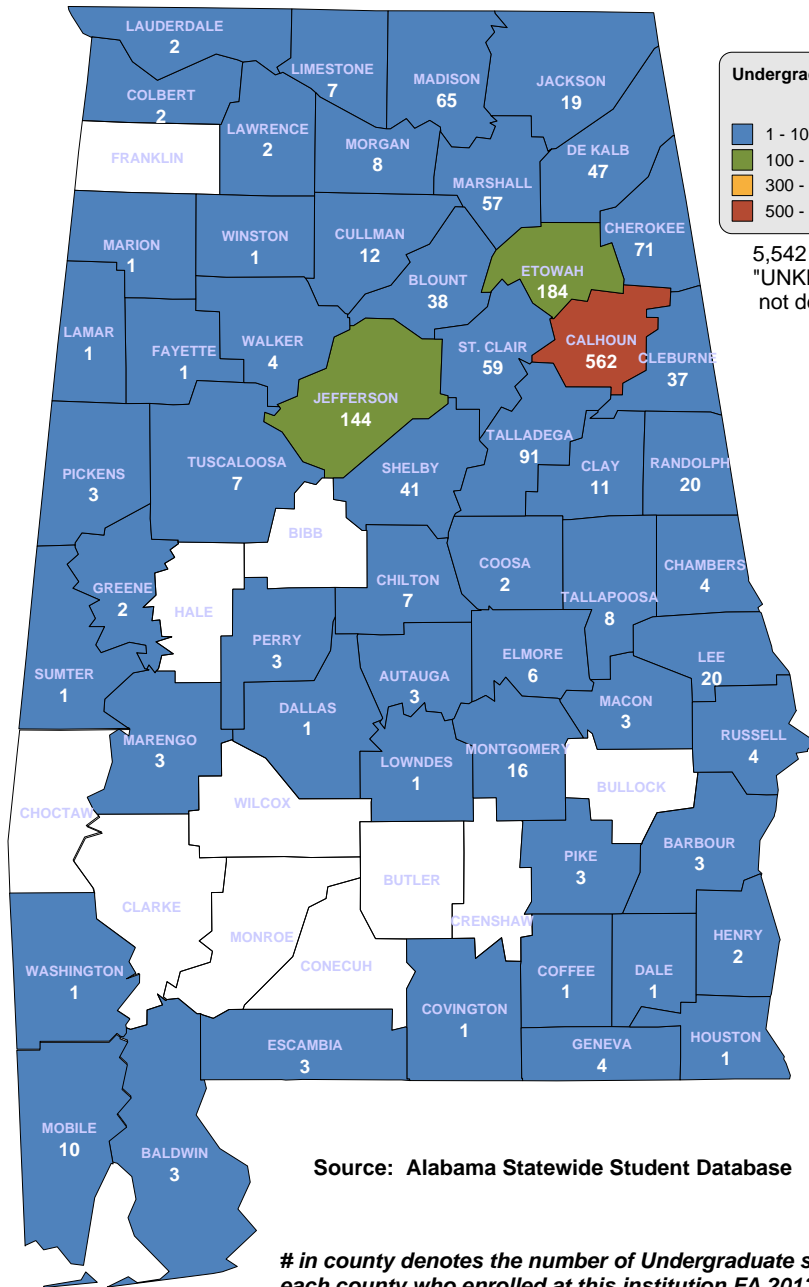 LAUDERDALE
2
LIMESTONE
7
MADISON
65
JACKSON
19
COLBERT
2
LAWRENCE
2
FRANKLIN
MORGAN
8
DE KALB
47
MARSHALL
57
CHEROKEE
71
MARION
1
WINSTON
1
CULLMAN
12
BLOUNT
38
ETOWAH
184
LAMAR
1
FAYETTE
1
WALKER
4
ST. CLAIR
59
CALHOUN
562
CLEBURNE
37
JEFFERSON
144
TALLADEGA
91
PICKENS
3
TUSCALOOSA
7
SHELBY
41
CLAY
11
RANDOLPH
20
BIBB
GREENE
2
HALE
CHILTON
7
COOSA
2
TALLAPOOSA
8
CHAMBERS
4
PERRY
3
SUMTER
1
AUTAUGA
3
ELMORE
6
LEE
20
DALLAS
1
MACON
3
MARENGO
3
LOWNDES
1
MONTGOMERY
16
RUSSELL
4
BULLOCK
CHOCTAW
WILCOX
PIKE
3
BARBOUR
3
BUTLER
CLARKE
CRENSHAW
MONROE
CONECUH
HENRY
2
WASHINGTON
1
COFFEE
1
DALE
1
COVINGTON
1
ESCAMBIA
3
GENEVA
4
HOUSTON
1
MOBILE
10
BALDWIN
3
1 - 10
100 -
300 -
500 -
5,542
not
Source: Alabama Statewide Student Database
# in county denotes the number of Undergraduate
each county who enrolled at this institution FA